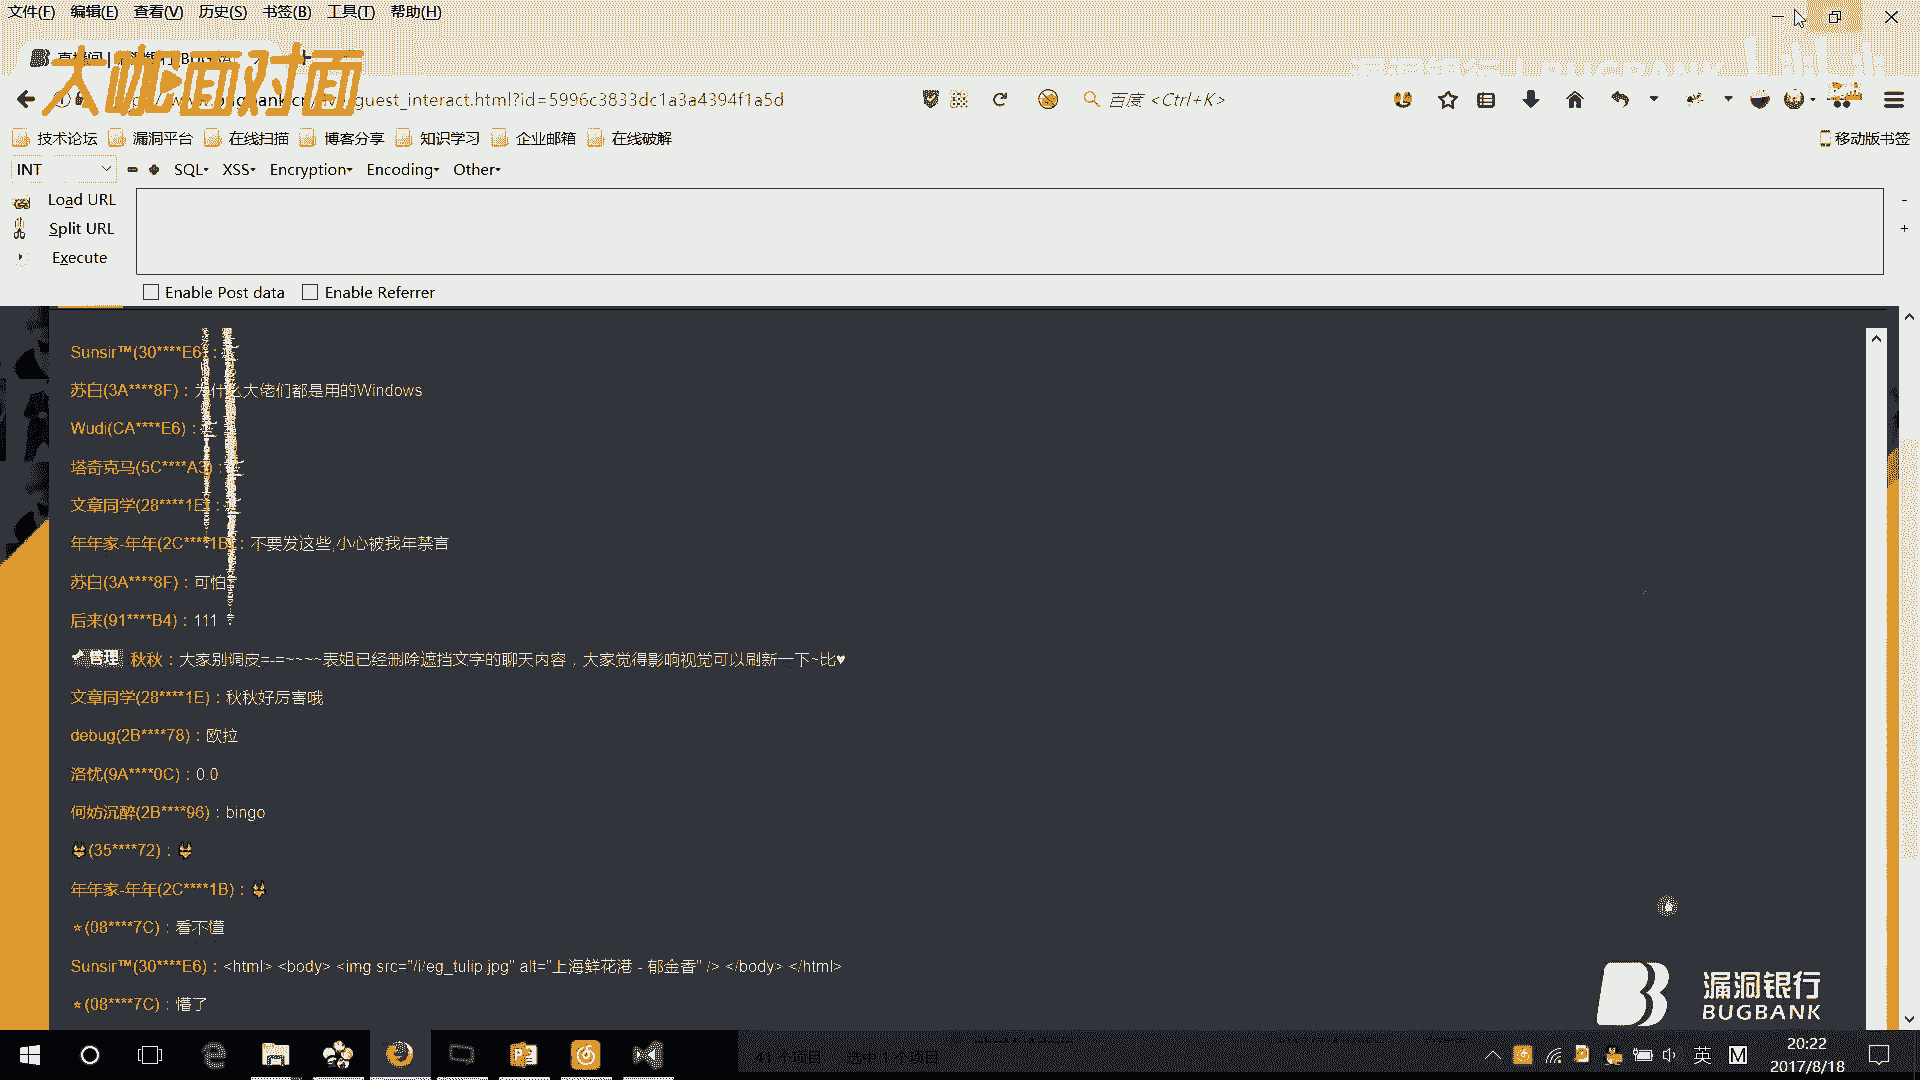 文件(F) 编辑(E) 查看(V) 历史(S) 书签(B) 工具(T) 帮助(H)
大咖面对面
guest_interact.html?id=5996c3833dc1a3a4394f1a5d
百度 <Ctrl+K>
技术论坛 漏洞平台 在线扫描 博客分享 知识学习 企业邮箱 在线破解 移动版书签
INT SQL XSS Encryption Encoding Other
Load URL
Split URL
Execute
Enable Post data Enable Referrer
Sunsir™(30****E6) :
苏白(3A****8F) : 为什么大佬们都是用的Windows
Wudi(CA****E6) :
塔奇克马(5C****A3) :
文章同学(28****1E) :
年年家-年年(2C****1B) : 不要发这些,小心被我年禁言
苏白(3A****8F) : 可怕
后来(91****B4) : 111
管理 秋秋 : 大家别调皮=-=~~~~表姐已经删除遮挡文字的聊天内容，大家觉得影响视觉可以刷新一下~比♥
文章同学(28****1E) : 秋秋好厉害哦
debug(2B****78) : 欧拉
洛忧(9A****0C) : 0.0
何妨沉醉(2B****96) : bingo
(35****72) :
年年家-年年(2C****1B) :
(08****7C) : 看不懂
Sunsir™(30****E6) : <html> <body> <img src="/i/eg_tulip.jpg" alt="上海鲜花港 - 郁金香" /> </body> </html>
(08****7C) : 懂了
漏洞银行
BUGBANK
41 个项目 选中 1 个项目
英 M
20:22
2017/8/18